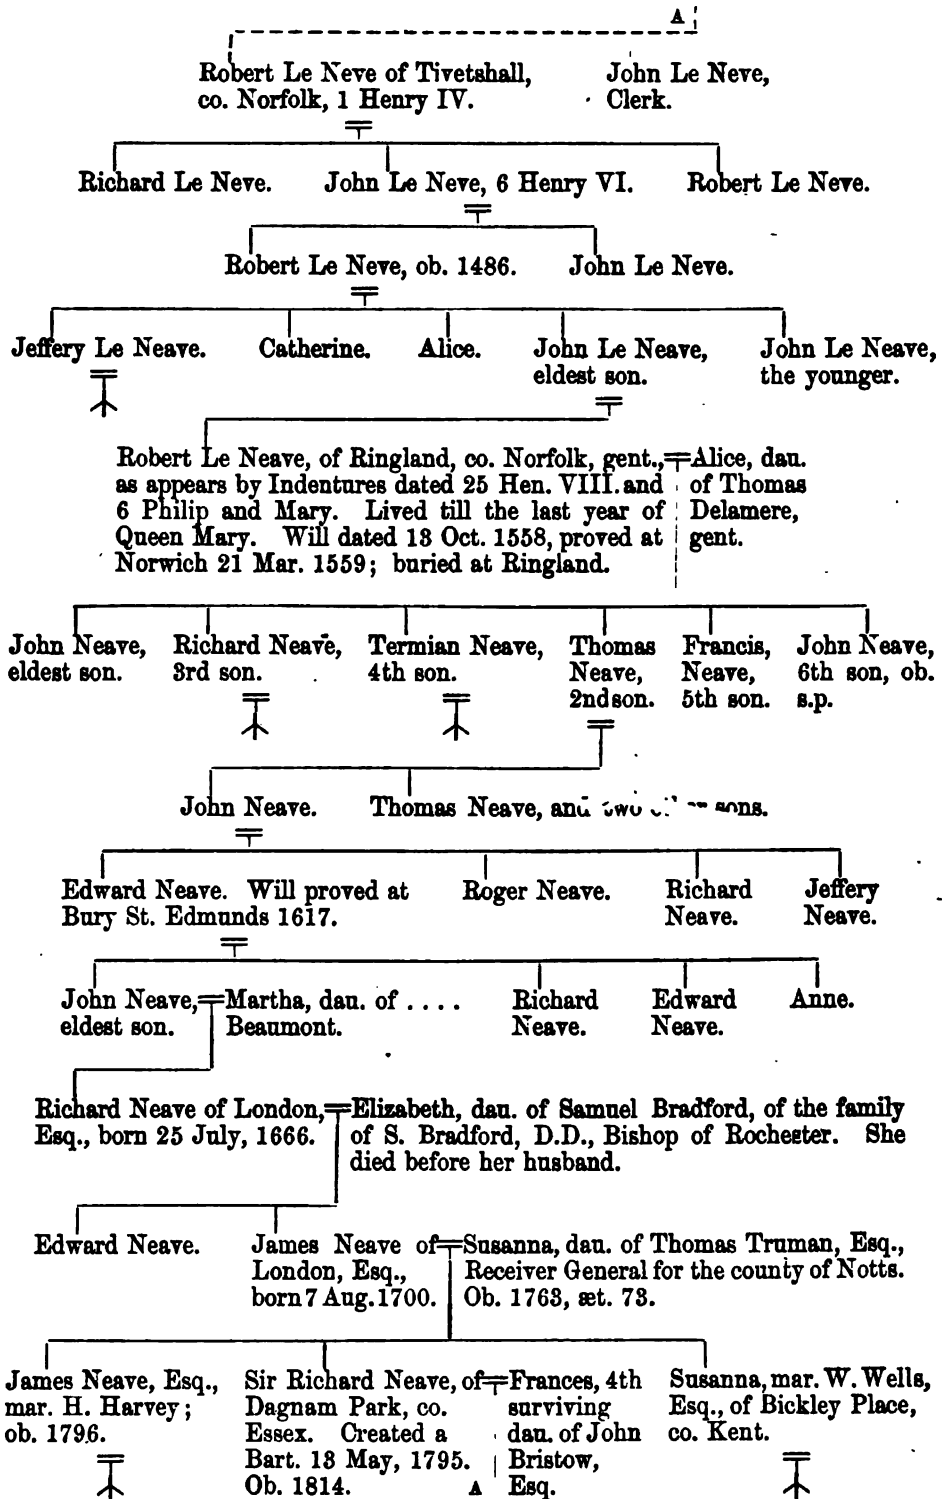 A
Robert Le Neve of Tivetshall,
co. Norfolk, 1 Henry IV.
John Le Neve,
Clerk.
Richard Le Neve.
John Le Neve, 6 Henry VI.
Robert Le Neve.
Robert Le Neve, ob. 1486.
John Le Neve.
Jeffery Le Neave.
Catherine.
Alice.
John Le Neave,
eldest son.
John Le Neave,
the younger.
Robert Le Neave, of Ringland, co. Norfolk, gent.,
as appears by Indentures dated 25 Hen. VIII. and
6 Philip and Mary. Lived till the last year of
Queen Mary. Will dated 13 Oct. 1558, proved at
Norwich 21 Mar. 1559; buried at Ringland.
Alice, dau.
of Thomas
Delamere,
gent.
John Neave,
eldest son.
Richard Neave,
3rd son.
Termian Neave,
4th son.
Thomas
Neave,
2nd son.
Francis,
Neave,
5th son.
John Neave,
6th son, ob.
s.p.
John Neave.
Thomas Neave, and two sons.
Edward Neave. Will proved at
Bury St. Edmunds 1617.
Roger Neave.
Richard
Neave.
Jeffery
Neave.
John Neave,
eldest son.
Martha, dau. of ....
Beaumont.
Richard
Neave.
Edward
Neave.
Anne.
Richard Neave of London,
Esq., born 25 July, 1666.
Elizabeth, dau. of Samuel Bradford, of the family
of S. Bradford, D.D., Bishop of Rochester. She
died before her husband.
Edward Neave.
James Neave of
London, Esq.,
born 7 Aug. 1700.
Susanna, dau. of Thomas Truman, Esq.,
Receiver General for the county of Notts.
Ob. 1763, æt. 73.
James Neave, Esq.,
mar. H. Harvey;
ob. 1796.
Sir Richard Neave, of
Dagnam Park, co.
Essex. Created a
Bart. 13 May, 1795.
Ob. 1814.
A
Frances, 4th
surviving
dau. of John
Bristow,
Esq.
Susanna, mar. W. Wells,
Esq., of Bickley Place,
co. Kent.